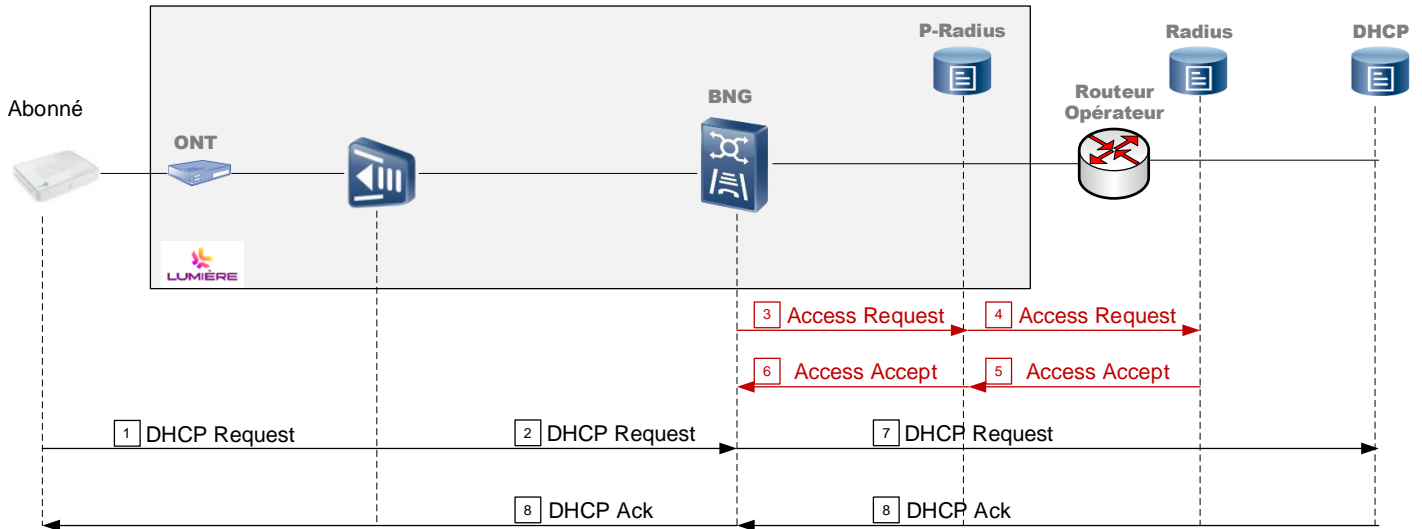 P-Radius
Radius
DHCP
Abonné
ONT
BNG
Routeur
Opérateur
LUMIÈRE
3 Access Request
4 Access Request
6 Access Accept
5 Access Accept
1 DHCP Request
2 DHCP Request
7 DHCP Request
8 DHCP Ack
8 DHCP Ack